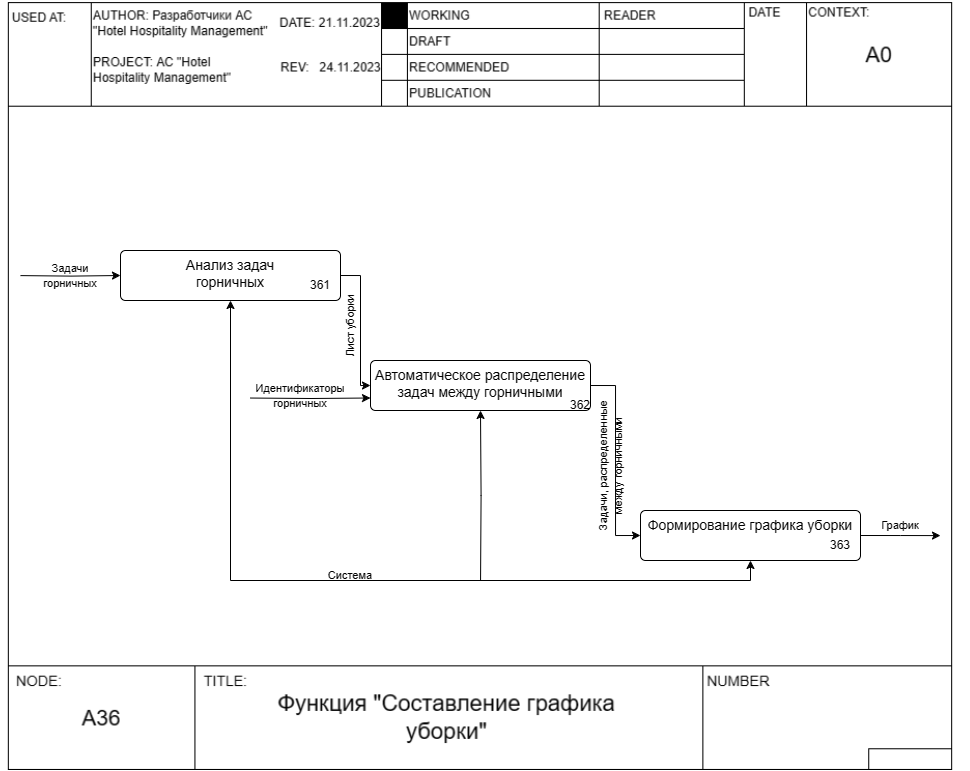 USED AT:
AUTHOR: Разработчики АС
"Hotel Hospitality Management"
DATE: 21.11.2023
PROJECT: АС "Hotel
Hospitality Management"
REV: 24.11.2023
WORKING
DRAFT
RECOMMENDED
PUBLICATION
READER
DATE
CONTEXT:
A0
Задачи
горничных
Анализ задач
горничных
361
Лист уборки
Идентификаторы
горничных
Автоматическое распределение
задач между горничными
362
Задачи, распределенные
между горничными
Формирование графика уборки
363
График
Система
NODE:
A36
TITLE:
Функция "Составление графика
уборки"
NUMBER